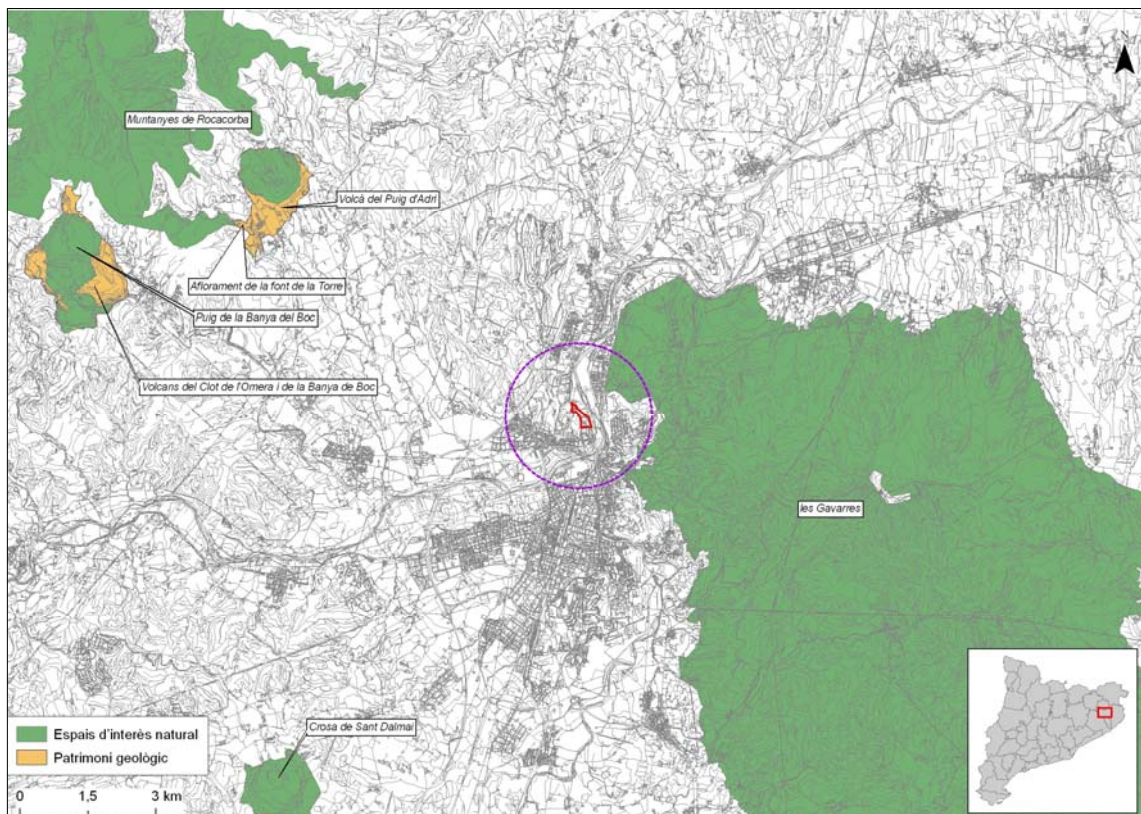 Muntanyes de Rocacorba
Volcà del Puig d'Adri
Aflorament de la font de la Torre
Puig de la Banya del Boc
Volcans del Clot de l'Omera i de la Banya de Boc
les Gavarres
Crosa de Sant Dalmai
Espais d'interès natural
Patrimoni geològic
0 1,5 3 km